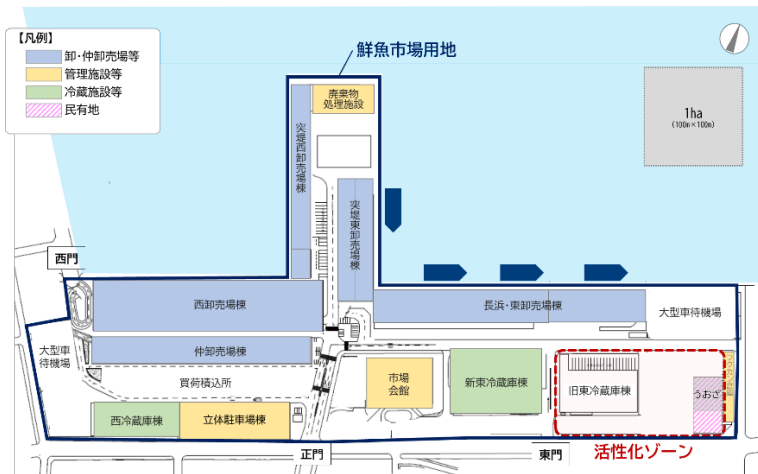 【凡例】
卸・仲卸売場等
管理施設等
冷蔵施設等
民有地
鮮魚市場用地
1ha
(100m×100m)
廃棄物
処理施設
突堤西卸売場棟
突堤東卸売場棟
西門
西卸売場棟
長浜・東卸売場棟
大型車待機場
大型車
待機場
仲卸売場棟
買荷積込所
市場
会館
新東冷蔵庫棟
旧東冷蔵庫棟
うおざ
西冷蔵庫棟
立体駐車場棟
正門
東門
活性化ゾーン